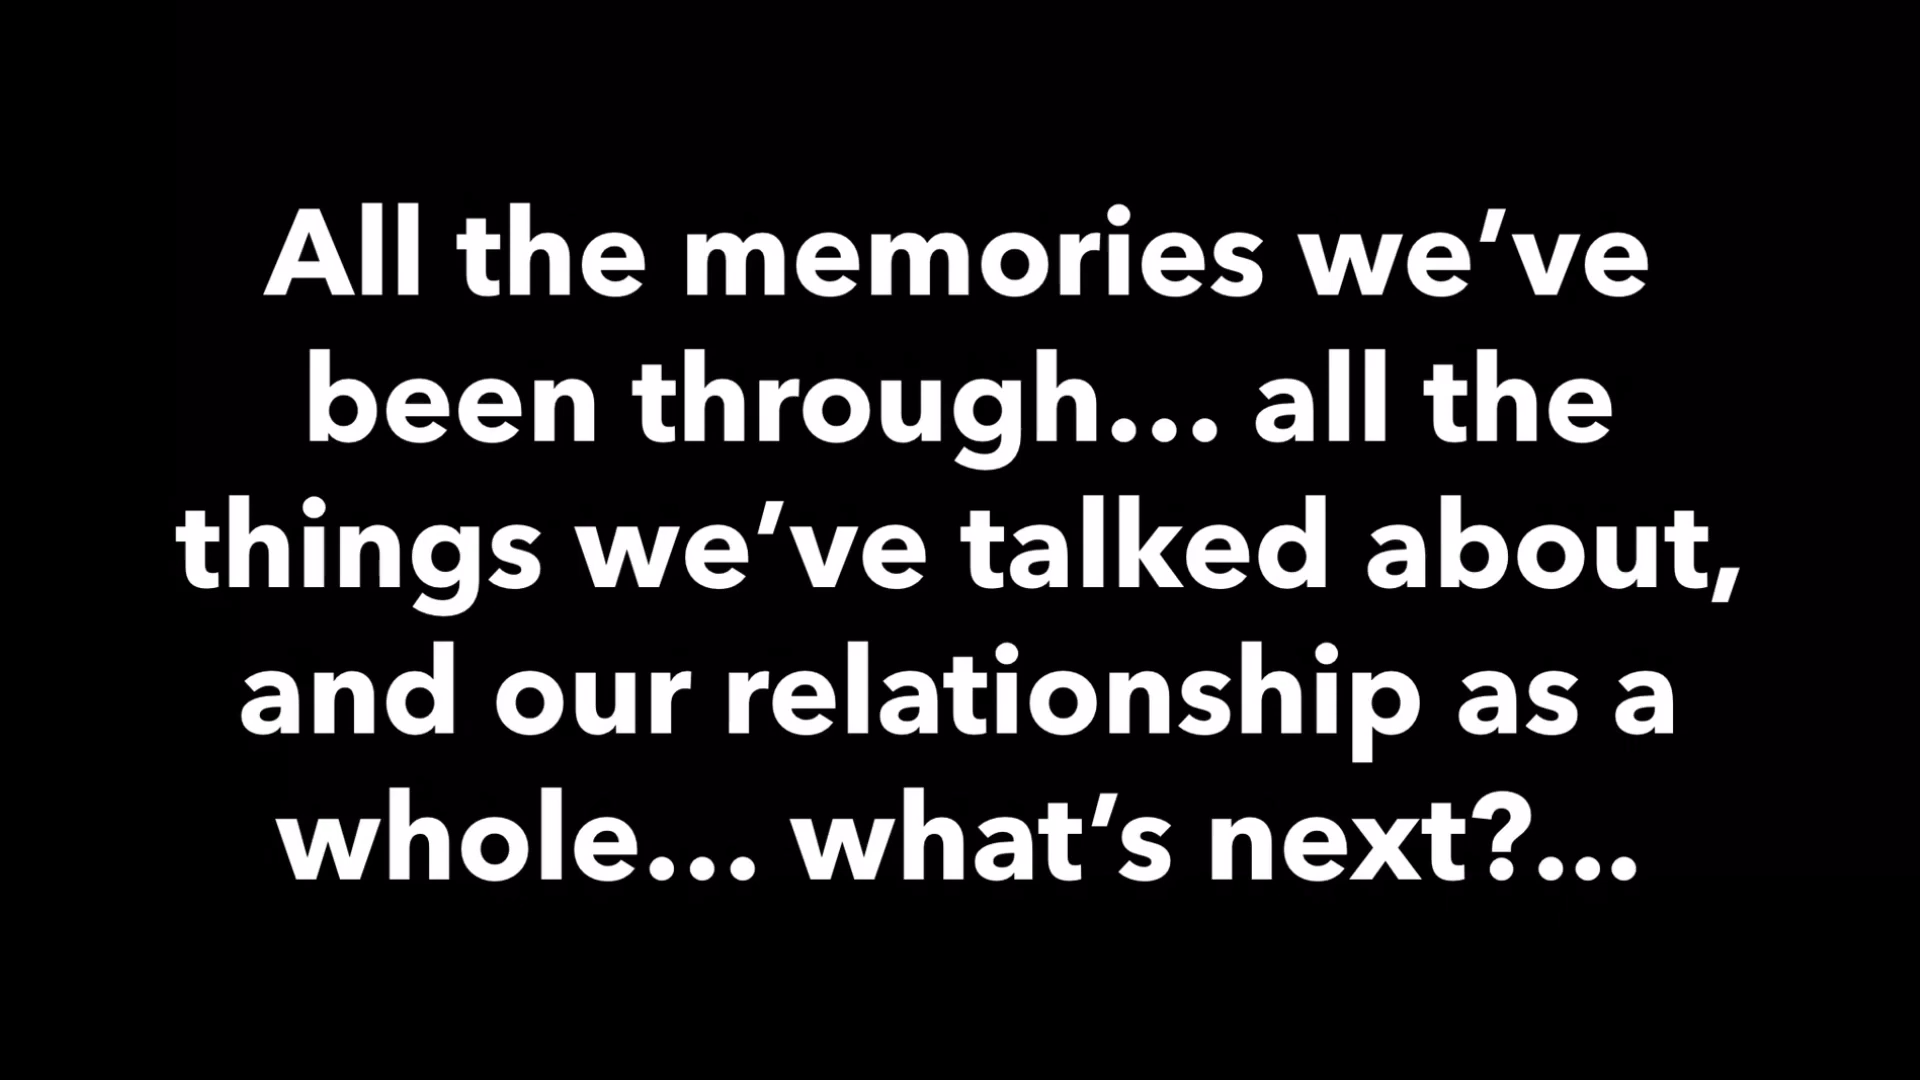 All the memories we’ve
been through... all the
things we’ve talked about,
and our relationship as a
whole... what’s next?...